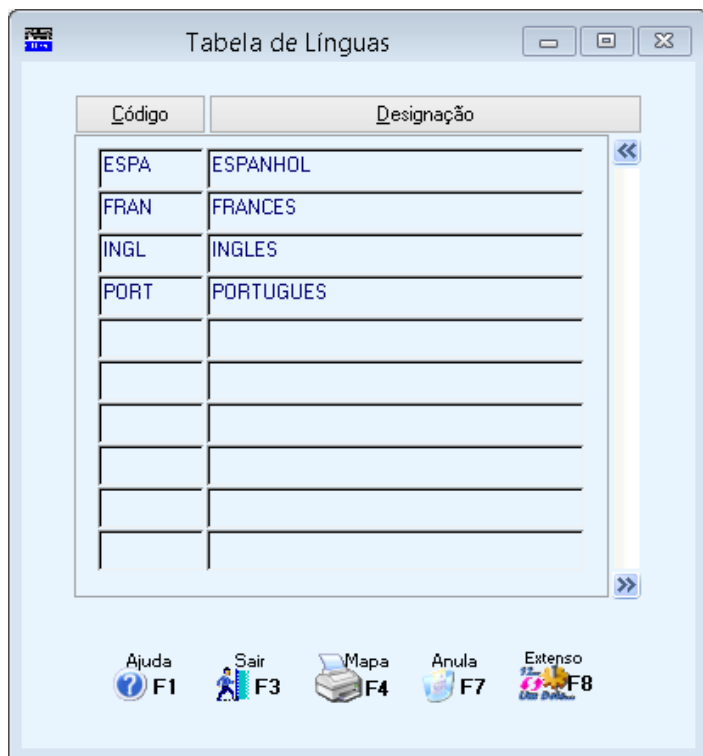 Tabela de Línguas
Código Designação
ESPA ESPANHOL
FRAN FRANCES
INGL INGLES
PORT PORTUGUES
Ajuda Sair Mapa Anula Extenso
F1 F3 F4 F7 F8